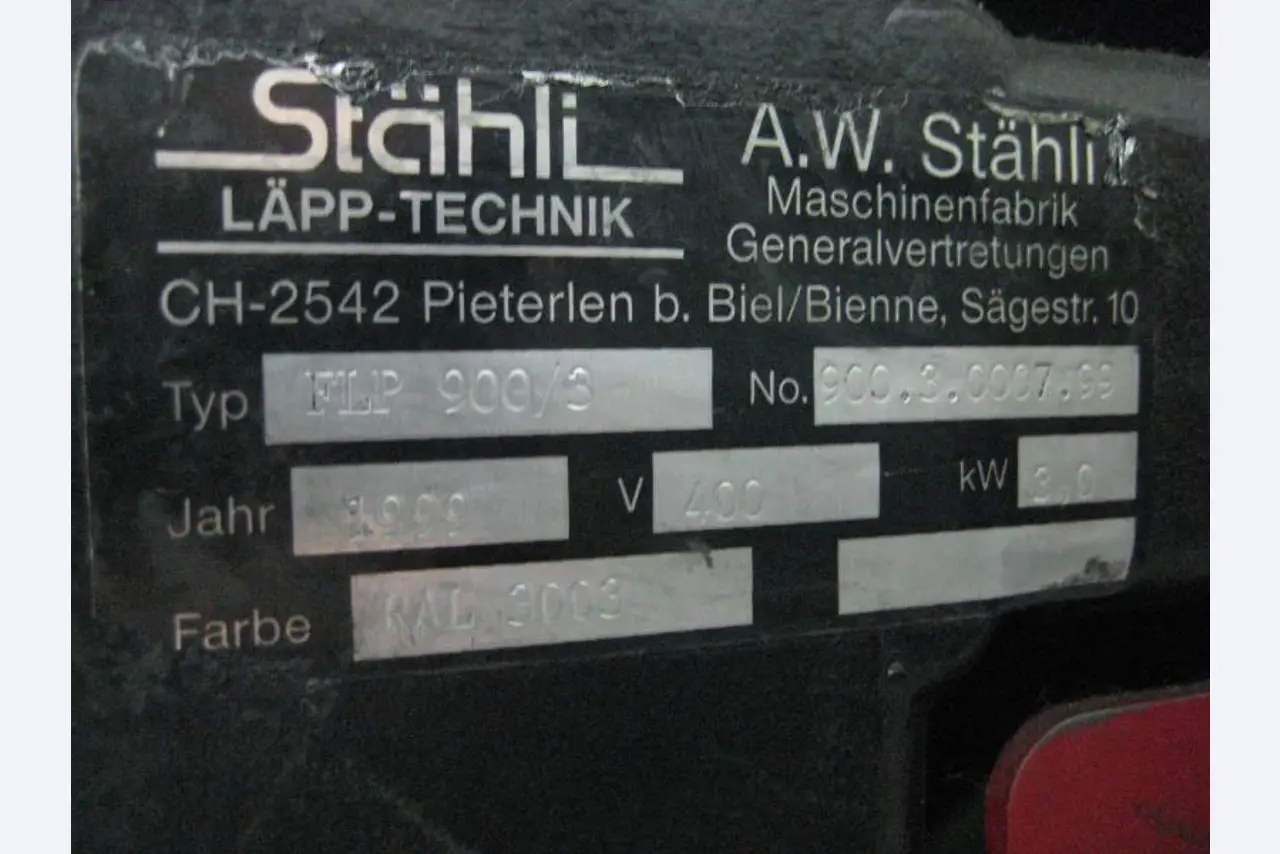 Stähli
LÄPP-TECHNIK
A.W. Stähli
Maschinenfabrik
Generalvertretungen
CH-2542 Pieterlen b. Biel/Bienne, Sägestr. 10
Typ FLP 900/3 No. 900.3.0007.99
Jahr 1999 V 400 kW 3,0
Farbe RAL 3003